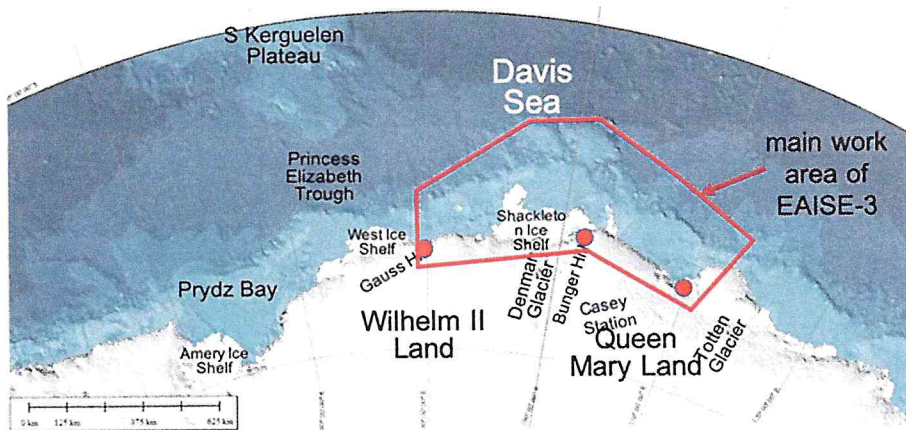 S Kerguelen
Plateau
Davis
Sea
main work
area of
EAISE-3
Princess
Elizabeth
Trough
West Ice
Shelf
Shackleto
n Ice
Shelf
Gauss H
Prydz Bay
Denman
Glacier
Bunger Hi
Casey
Station
Wilhelm II
Land
Queen
Mary Land
Totten
Glacier
Amery Ice
Shelf
0 km 125 km 375 km 625 km